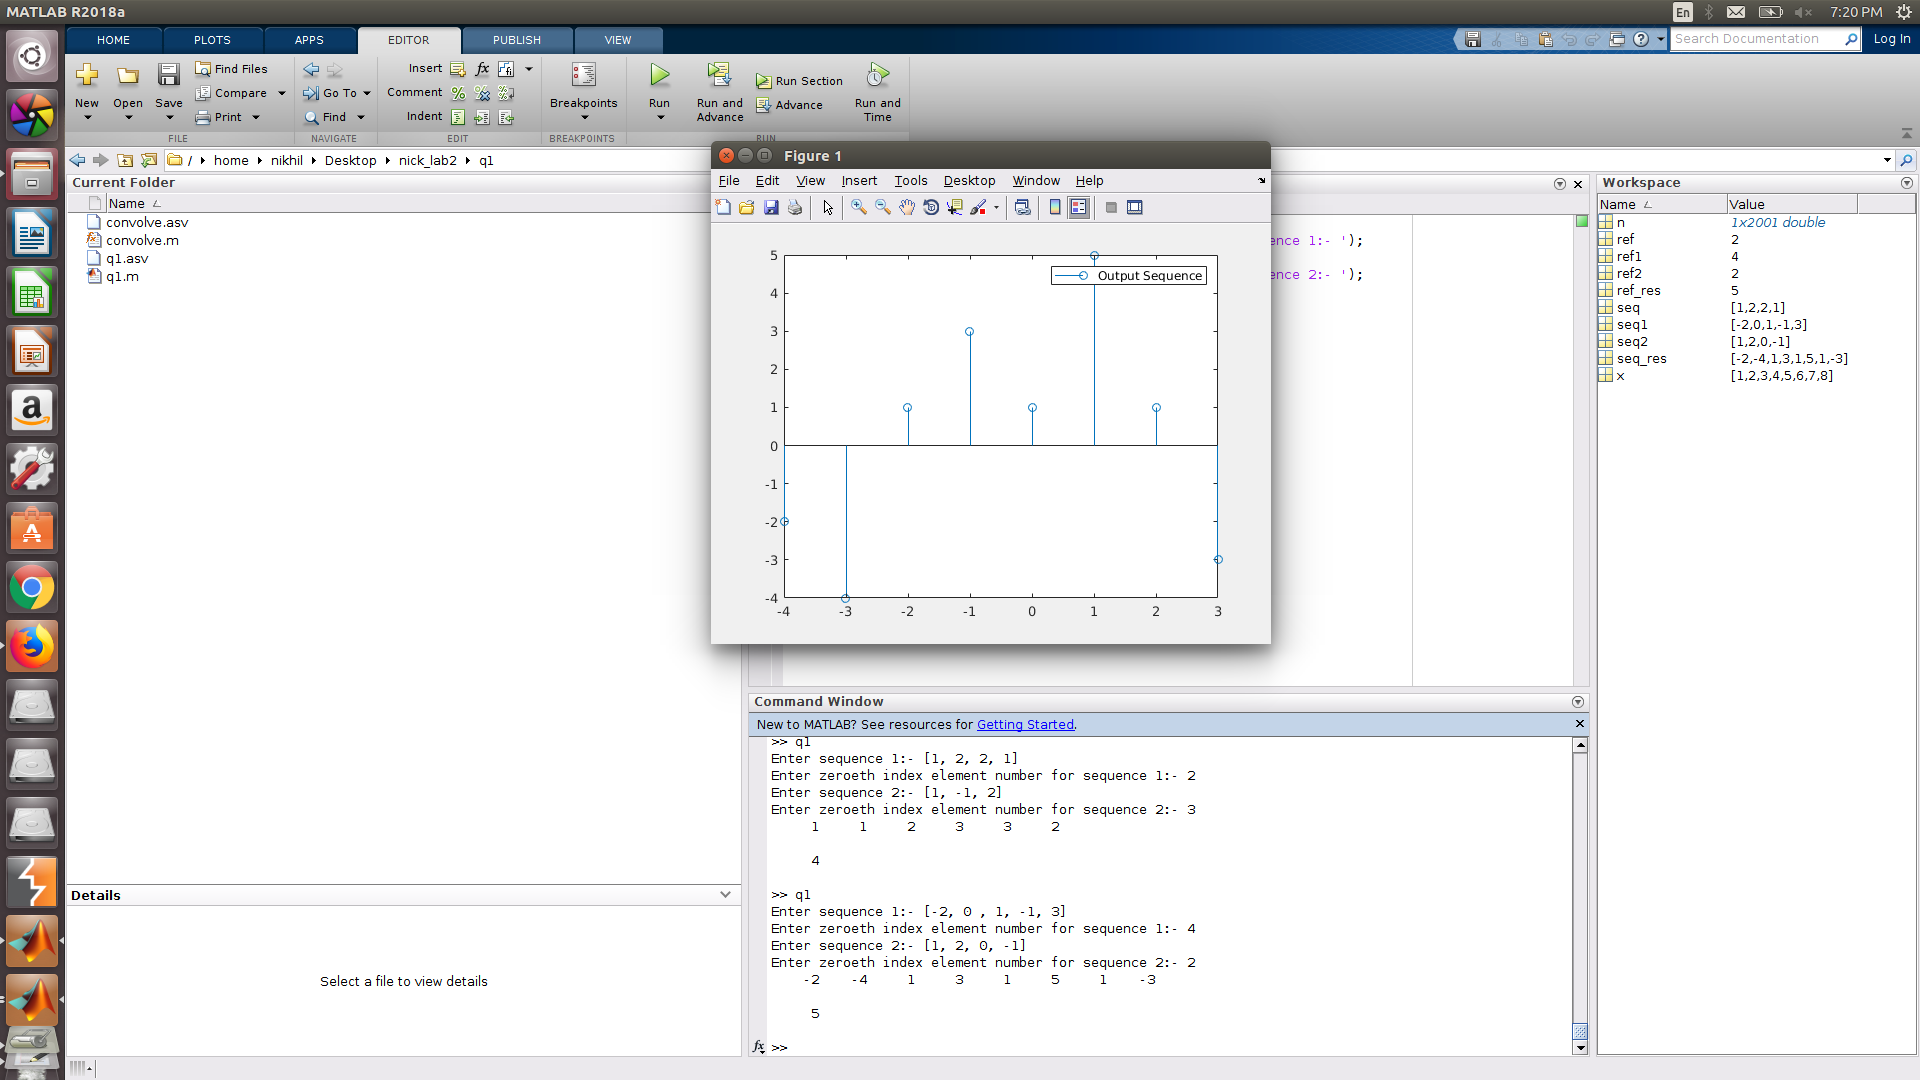 MATLAB R2018a
En
7:20 PM
HOME PLOTS APPS EDITOR PUBLISH VIEW
Search Documentation
Log In
New
Open
Save
Find Files
Compare
Print
FILE
Go To
Find
NAVIGATE
Insert fx
Comment
Indent
EDIT
Breakpoints
BREAKPOINTS
Run
Run and Advance
Run Section
Advance
Run and Time
RUN
/ home nikhil Desktop nick_lab2 q1
Current Folder
Name
convolve.asv
convolve.m
q1.asv
q1.m
Details
Select a file to view details
Figure 1
File Edit View Insert Tools Desktop Window Help
Output Sequence
5
4
3
2
1
0
-1
-2
-3
-4
-4 -3 -2 -1 0 1 2 3
ence 1:- ');
ence 2:- ');
Command Window
New to MATLAB? See resources for Getting Started.
>> q1
Enter sequence 1:- [1, 2, 2, 1]
Enter zeroeth index element number for sequence 1:- 2
Enter sequence 2:- [1, -1, 2]
Enter zeroeth index element number for sequence 2:- 3
1 1 2 3 3 2
4
>> q1
Enter sequence 1:- [-2, 0 , 1, -1, 3]
Enter zeroeth index element number for sequence 1:- 4
Enter sequence 2:- [1, 2, 0, -1]
Enter zeroeth index element number for sequence 2:- 2
-2 -4 1 3 1 5 1 -3
5
fx >>
Workspace
Name Value
n 1x2001 double
ref 2
ref1 4
ref2 2
ref_res 5
seq [1,2,2,1]
seq1 [-2,0,1,-1,3]
seq2 [1,2,0,-1]
seq_res [-2,-4,1,3,1,5,1,-3]
x [1,2,3,4,5,6,7,8]